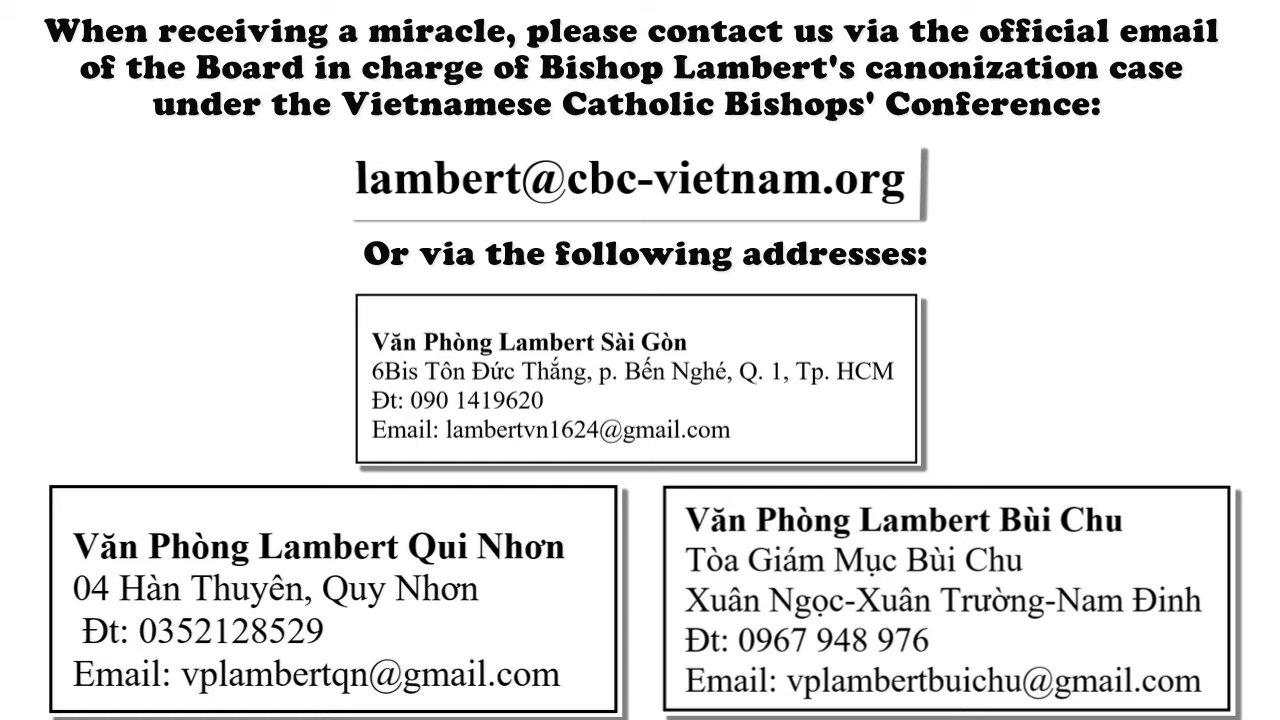 When receiving a miracle, please contact us via the official email
of the Board in charge of Bishop Lambert's canonization case
under the Vietnamese Catholic Bishops' Conference:
lambert@cbc-vietnam.org
Or via the following addresses:
Văn Phòng Lambert Sài Gòn
6Bis Tôn Đức Thắng, p. Bến Nghé, Q. 1, Tp. HCM
Đt: 090 1419620
Email: lambertvn1624@gmail.com
Văn Phòng Lambert Qui Nhơn
04 Hàn Thuyên, Quy Nhơn
Đt: 0352128529
Email: vplambertqn@gmail.com
Văn Phòng Lambert Bùi Chu
Tòa Giám Mục Bùi Chu
Xuân Ngọc-Xuân Trường-Nam Đinh
Đt: 0967 948 976
Email: vplambertbuichu@gmail.com